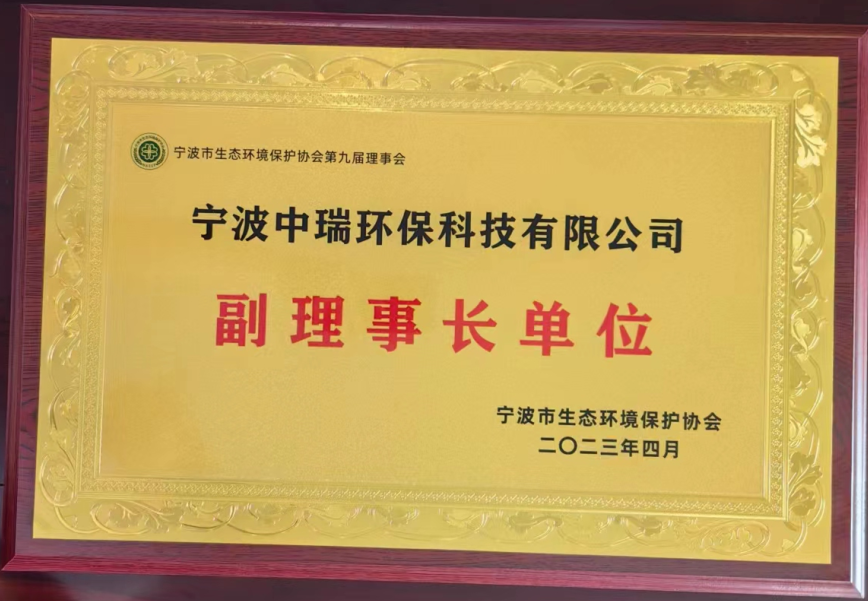 宁波市生态环境保护协会第九届理事会
宁波中瑞环保科技有限公司
副理事长单位
宁波市生态环境保护协会
二〇二三年四月